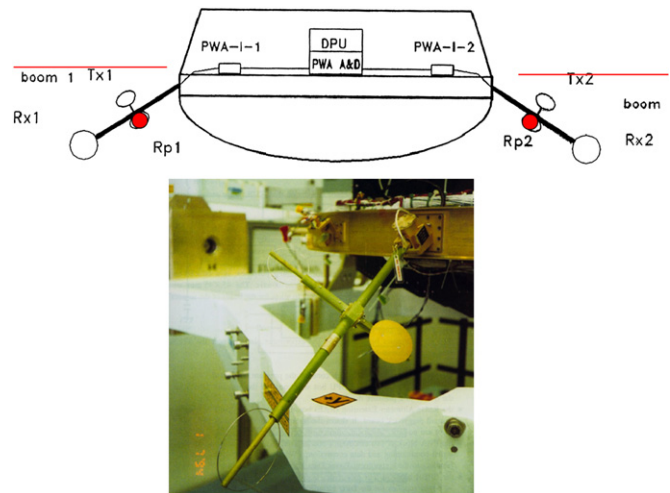 PWA-I-1
DPU
PWA A&D
PWA-I-2
boom 1
Tx1
Tx2
boom
Rx1
Rp1
Rp2
Rx2